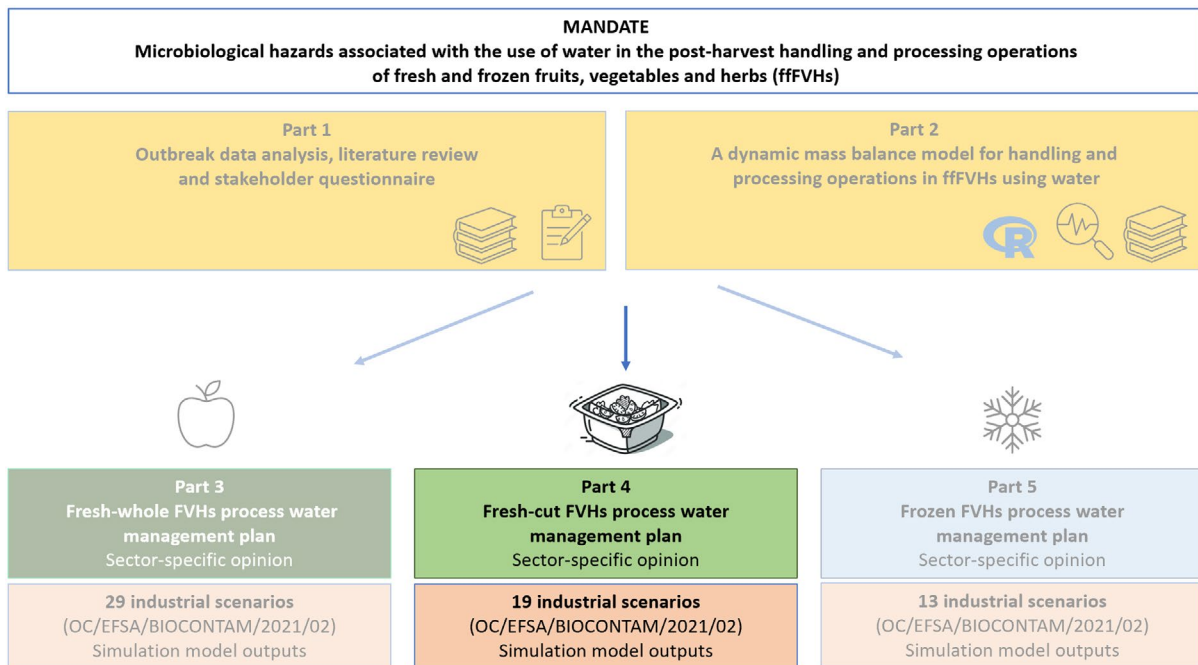 MANDATE
Microbiological hazards associated with the use of water in the post-harvest handling and processing operations
of fresh and frozen fruits, vegetables and herbs (ffFVHs)
Part 1
Outbreak data analysis, literature review
and stakeholder questionnaire
Part 2
A dynamic mass balance model for handling and
processing operations in ffFVHs using water
R
Part 3
Fresh-whole FVHs process water
management plan
Sector-specific opinion
29 industrial scenarios
(OC/EFSA/BIOCONTAM/2021/02)
Simulation model outputs
Part 4
Fresh-cut FVHs process water
management plan
Sector-specific opinion
19 industrial scenarios
(OC/EFSA/BIOCONTAM/2021/02)
Simulation model outputs
Part 5
Frozen FVHs process water
management plan
Sector-specific opinion
13 industrial scenarios
(OC/EFSA/BIOCONTAM/2021/02)
Simulation model outputs